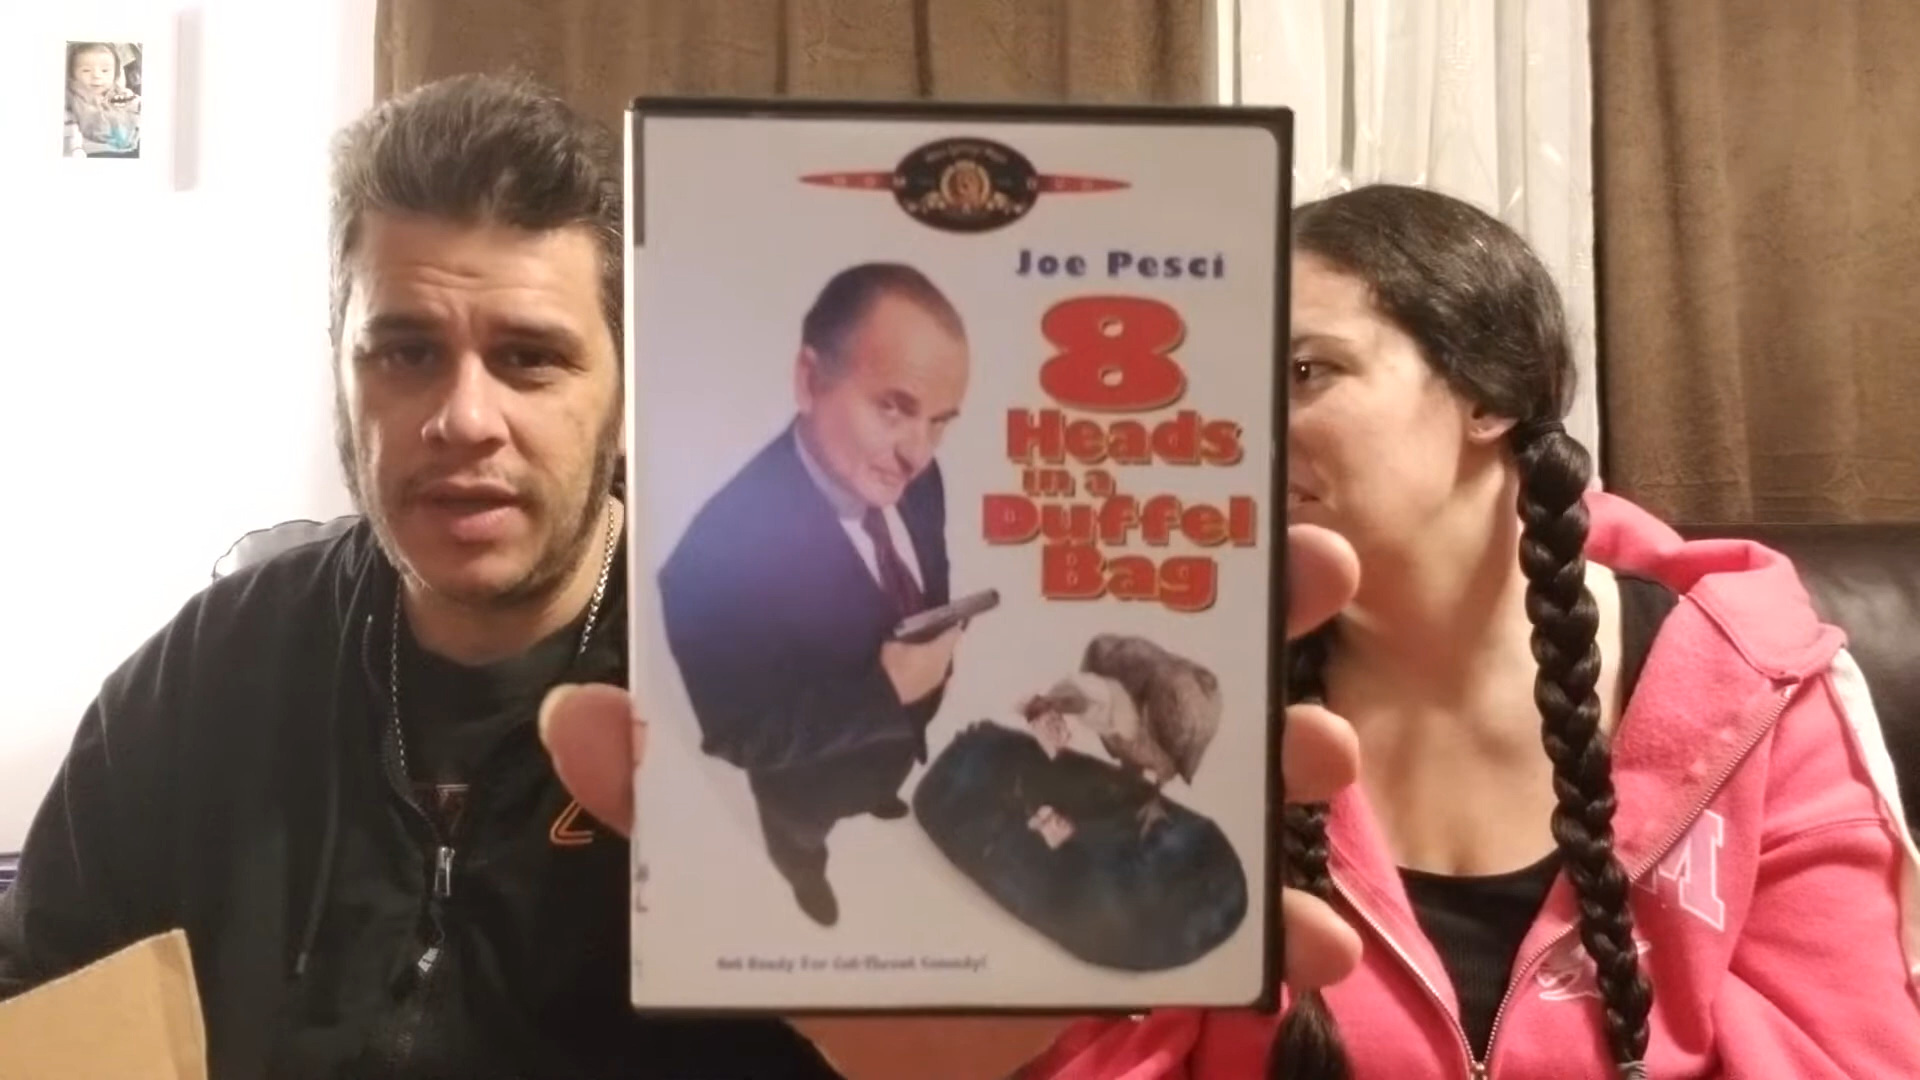 Joe Pesci
8
Heads
in a
Duffel
Bag
Get Ready For Cut-Throat Comedy!
M